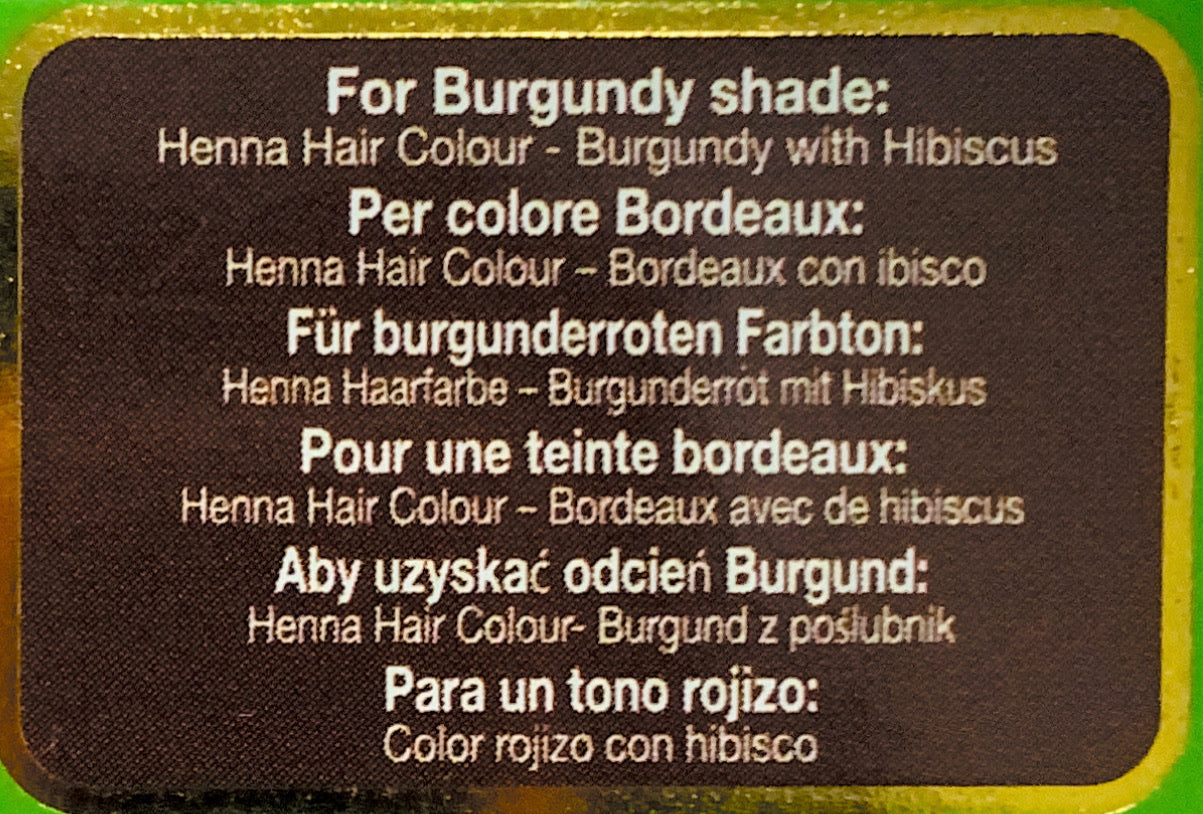 For Burgundy shade:
Henna Hair Colour - Burgundy with Hibiscus
Per colore Bordeaux:
Henna Hair Colour – Bordeaux con ibisco
Für burgunderroten Farbton:
Henna Haarfarbe – Burgunderrot mit Hibiskus
Pour une teinte bordeaux:
Henna Hair Colour – Bordeaux avec de hibiscus
Aby uzyskać odcień Burgund:
Henna Hair Colour- Burgund z poślubnik
Para un tono rojizo:
Color rojizo con hibisco